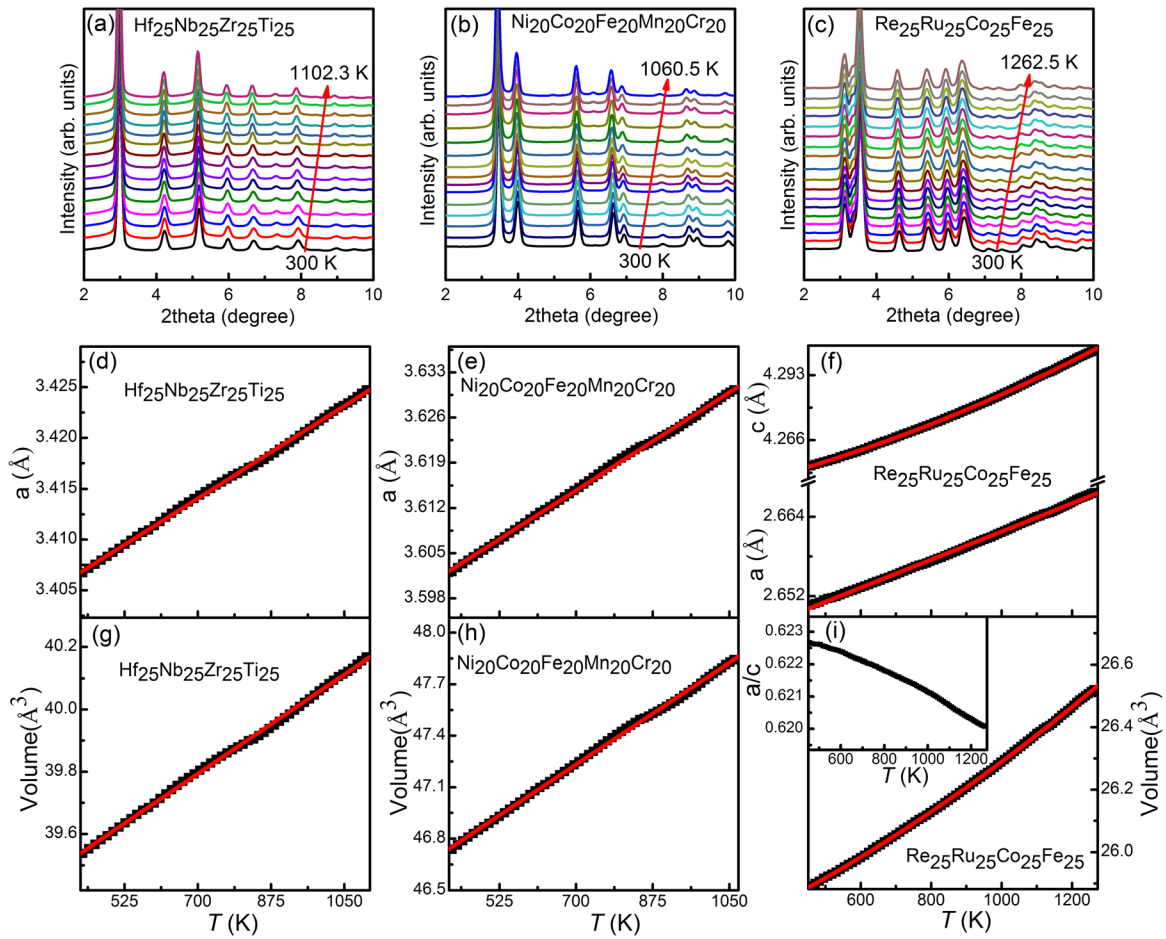 (a) Hf25Nb25Zr25Ti25
1102.3 K
300 K
Intensity (arb. units)
2 4 6 8 10
2theta (degree)
(b) Ni20Co20Fe20Mn20Cr20
1060.5 K
300 K
Intensity (arb. units)
2 4 6 8 10
2theta (degree)
(c) Re25Ru25Co25Fe25
1262.5 K
300 K
Intensity (arb. units)
2 4 6 8 10
2theta (degree)
(d)
Hf25Nb25Zr25Ti25
3.425
3.420
3.415
3.410
3.405
a (Å)
(e)
Ni20Co20Fe20Mn20Cr20
3.633
3.626
3.619
3.612
3.605
3.598
a (Å)
(f)
4.293
4.266
c (Å)
Re25Ru25Co25Fe25
2.664
2.652
a (Å)
(g)
Hf25Nb25Zr25Ti25
40.2
40.0
39.8
39.6
Volume(Å3)
525 700 875 1050
T (K)
(h)
Ni20Co20Fe20Mn20Cr20
48.0
47.7
47.4
47.1
46.8
46.5
Volume(Å3)
525 700 875 1050
T (K)
(i)
0.623
0.622
0.621
0.620
a/c
600 800 1000 1200
T (K)
26.6
26.4
26.2
26.0
Volume(Å3)
Re25Ru25Co25Fe25
600 800 1000 1200
T (K)